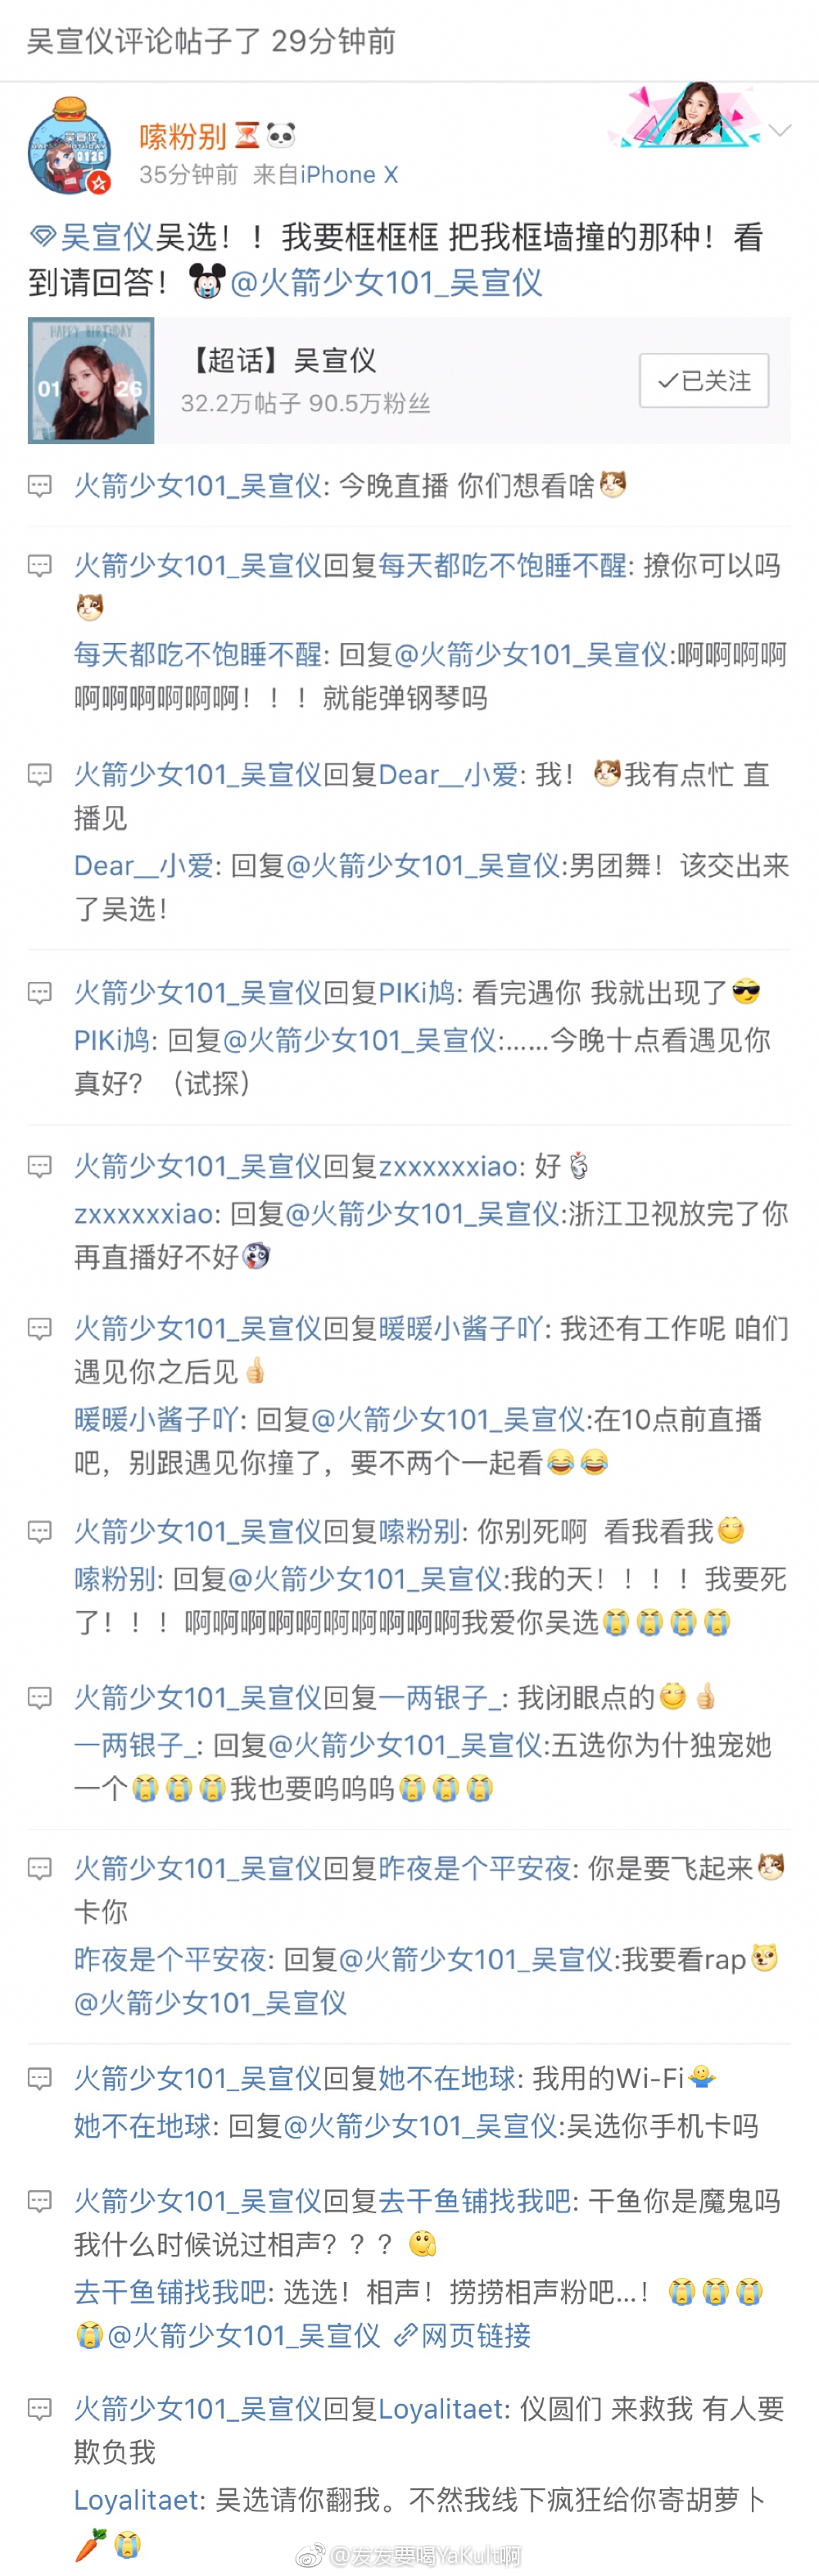 吴宣仪评论帖子了 29分钟前
嗦粉别
35分钟前 来自iPhone X
吴宣仪吴选！！我要框框框 把我框墙撞的那种！看
到请回答！@火箭少女101_吴宣仪
HAPPY BIRTHDAY
01 26
【超话】吴宣仪
32.2万帖子 90.5万粉丝
已关注
火箭少女101_吴宣仪: 今晚直播 你们想看啥
火箭少女101_吴宣仪回复每天都吃不饱睡不醒: 撩你可以吗
每天都吃不饱睡不醒: 回复@火箭少女101_吴宣仪:啊啊啊啊
啊啊啊啊啊啊！！！就能弹钢琴吗
火箭少女101_吴宣仪回复Dear__小爱: 我！我有点忙 直
播见
Dear__小爱: 回复@火箭少女101_吴宣仪:男团舞！该交出来
了吴选！
火箭少女101_吴宣仪回复PIKi鸠: 看完遇你 我就出现了
PIKi鸠: 回复@火箭少女101_吴宣仪:……今晚十点看遇见你
真好？（试探）
火箭少女101_吴宣仪回复zxxxxxxiao: 好
zxxxxxxiao: 回复@火箭少女101_吴宣仪:浙江卫视放完了你
再直播好不好
火箭少女101_吴宣仪回复暖暖小酱子吖: 我还有工作呢 咱们
遇见你之后见
暖暖小酱子吖: 回复@火箭少女101_吴宣仪:在10点前直播
吧，别跟遇见你撞了，要不两个一起看
火箭少女101_吴宣仪回复嗦粉别: 你别死啊 看我看我
嗦粉别: 回复@火箭少女101_吴宣仪:我的天！！！！我要死
了！！！啊啊啊啊啊啊啊啊啊啊我爱你吴选
火箭少女101_吴宣仪回复一两银子_: 我闭眼点的
一两银子_: 回复@火箭少女101_吴宣仪:五选你为什独宠她
一个我也要呜呜呜
火箭少女101_吴宣仪回复昨夜是个平安夜: 你是要飞起来
卡你
昨夜是个平安夜: 回复@火箭少女101_吴宣仪:我要看rap
@火箭少女101_吴宣仪
火箭少女101_吴宣仪回复她不在地球: 我用的Wi-Fi
她不在地球: 回复@火箭少女101_吴宣仪:吴选你手机卡吗
火箭少女101_吴宣仪回复去干鱼铺找我吧: 干鱼你是魔鬼吗
我什么时候说过相声？？？
去干鱼铺找我吧: 选选！相声！捞捞相声粉吧...！
@火箭少女101_吴宣仪 网页链接
火箭少女101_吴宣仪回复Loyalitaet: 仪圆们 来救我 有人要
欺负我
Loyalitaet: 吴选请你翻我。不然我线下疯狂给你寄胡萝卜
@发发要喝YaKult啊